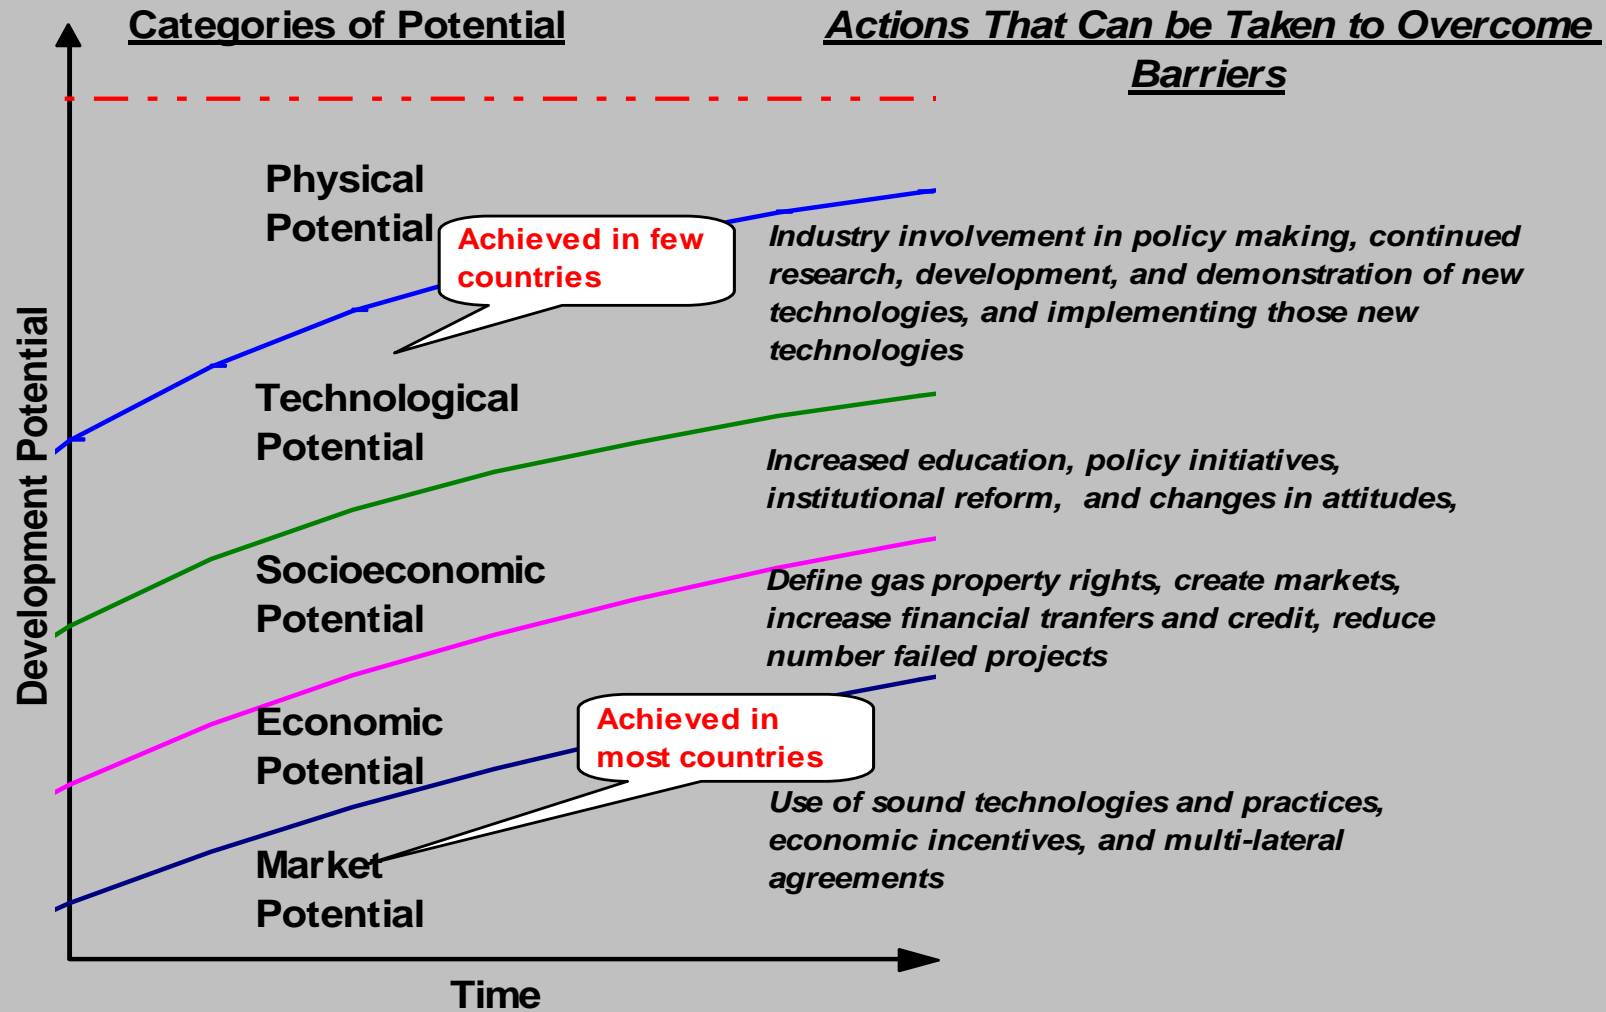 Categories of Potential
Actions That Can be Taken to Overcome
Barriers
Development Potential
Physical
Potential
Achieved in few
countries
Industry involvement in policy making, continued
research, development, and demonstration of new
technologies, and implementing those new
technologies
Technological
Potential
Increased education, policy initiatives,
institutional reform,  and changes in attitudes,
Socioeconomic
Potential
Define gas property rights, create markets,
increase financial tranfers and credit, reduce
number failed projects
Economic
Potential
Achieved in
most countries
Use of sound technologies and practices,
economic incentives, and multi-lateral
agreements
Market
Potential
Time